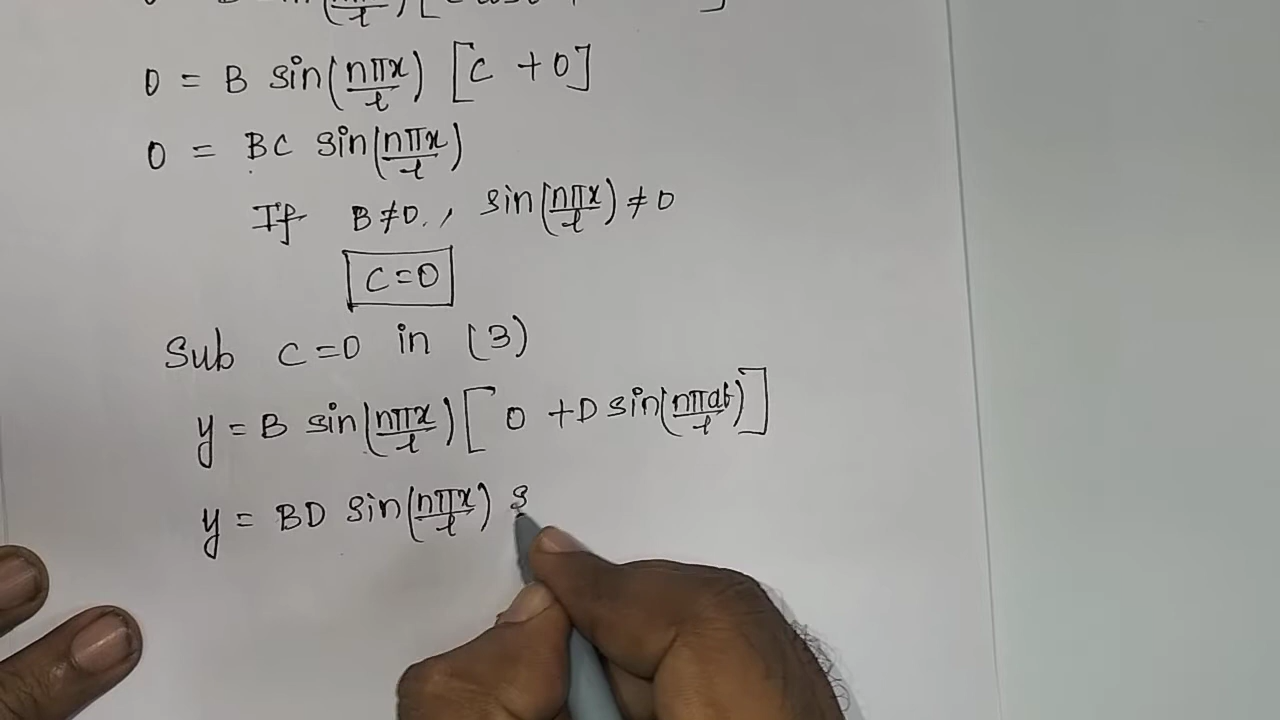 0 = B sin(nπx/l) [C + 0]
0 = BC sin(nπx/l)
If B≠0., sin(nπx/l) ≠ 0
C=0
Sub C=0 in (3)
y = B sin(nπx/l) [0 + D sin(nπat/l)]
y = BD sin(nπx/l) s